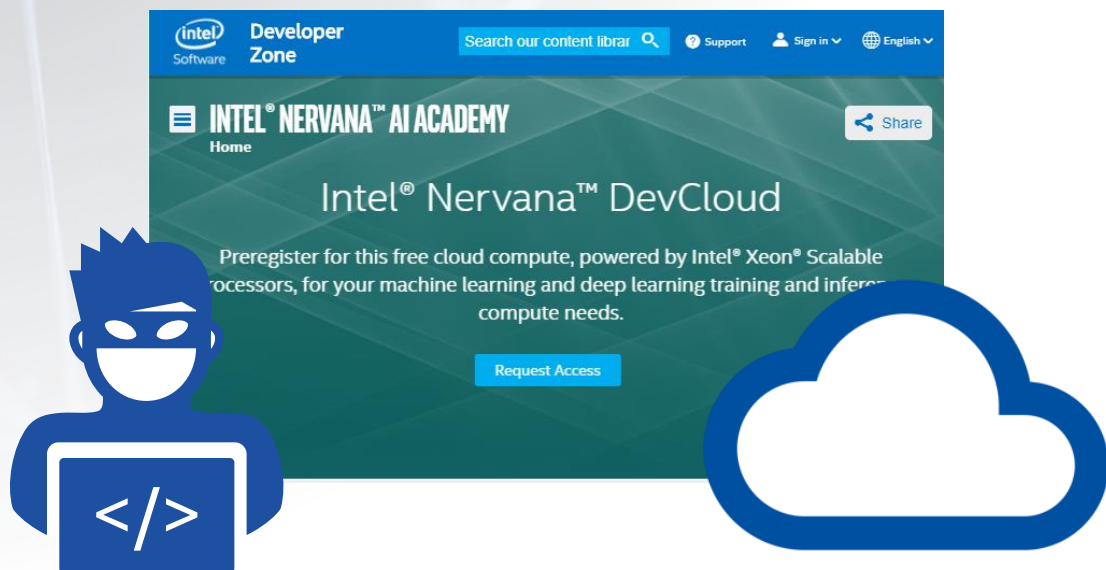 intel
Software
Developer
Zone
Search our content librar
? Support
Sign in
English
INTEL® NERVANA™ AI ACADEMY
Home
Share
Intel® Nervana™ DevCloud
Preregister for this free cloud compute, powered by Intel® Xeon® Scalable
rocessors, for your machine learning and deep learning training and inferen
compute needs.
Request Access
</>